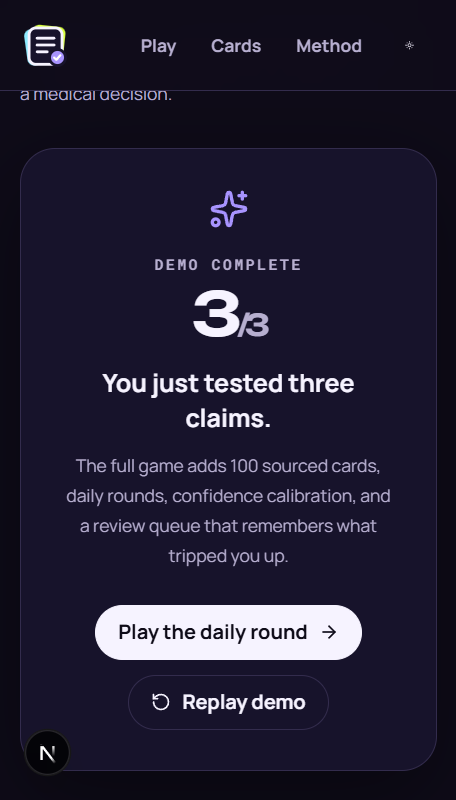 Play Cards Method
a medical decision.
DEMO COMPLETE
3/3
You just tested three
claims.
The full game adds 100 sourced cards,
daily rounds, confidence calibration, and
a review queue that remembers what
tripped you up.
Play the daily round
Replay demo
N